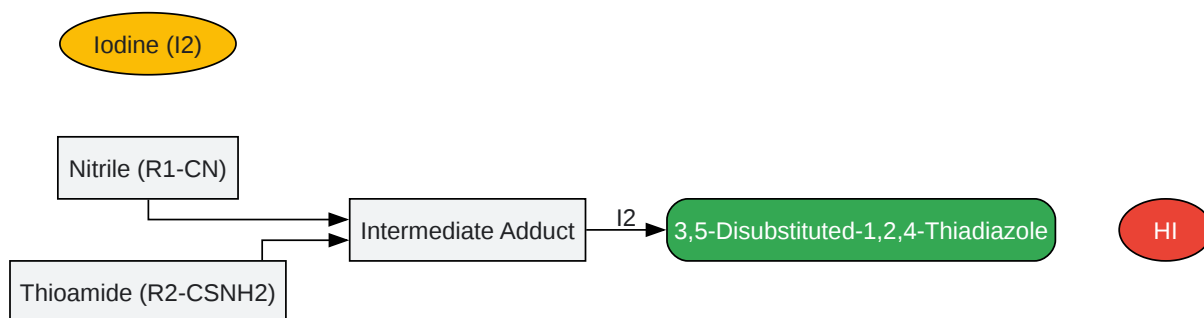 Iodine (I2)
Nitrile (R1-CN)
Intermediate Adduct
I2
3,5-Disubstituted-1,2,4-Thiadiazole
HI
Thioamide (R2-CSNH2)